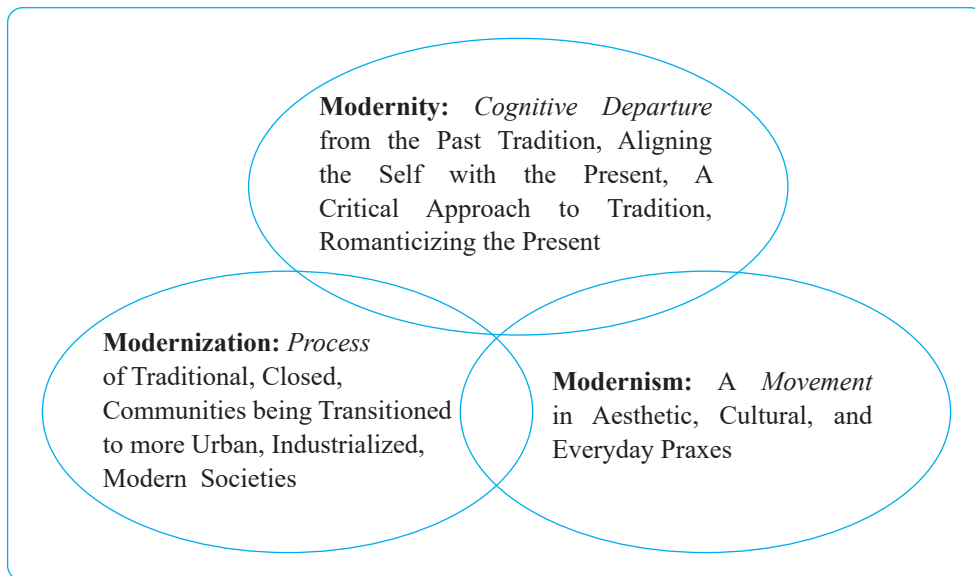 Modernity: Cognitive Departure
from the Past Tradition, Aligning
the Self with the Present, A
Critical Approach to Tradition,
Romanticizing the Present
Modernization: Process
of Traditional, Closed,
Communities being Transitioned
to more Urban, Industrialized,
Modern Societies
Modernism: A Movement
in Aesthetic, Cultural, and
Everyday Praxes